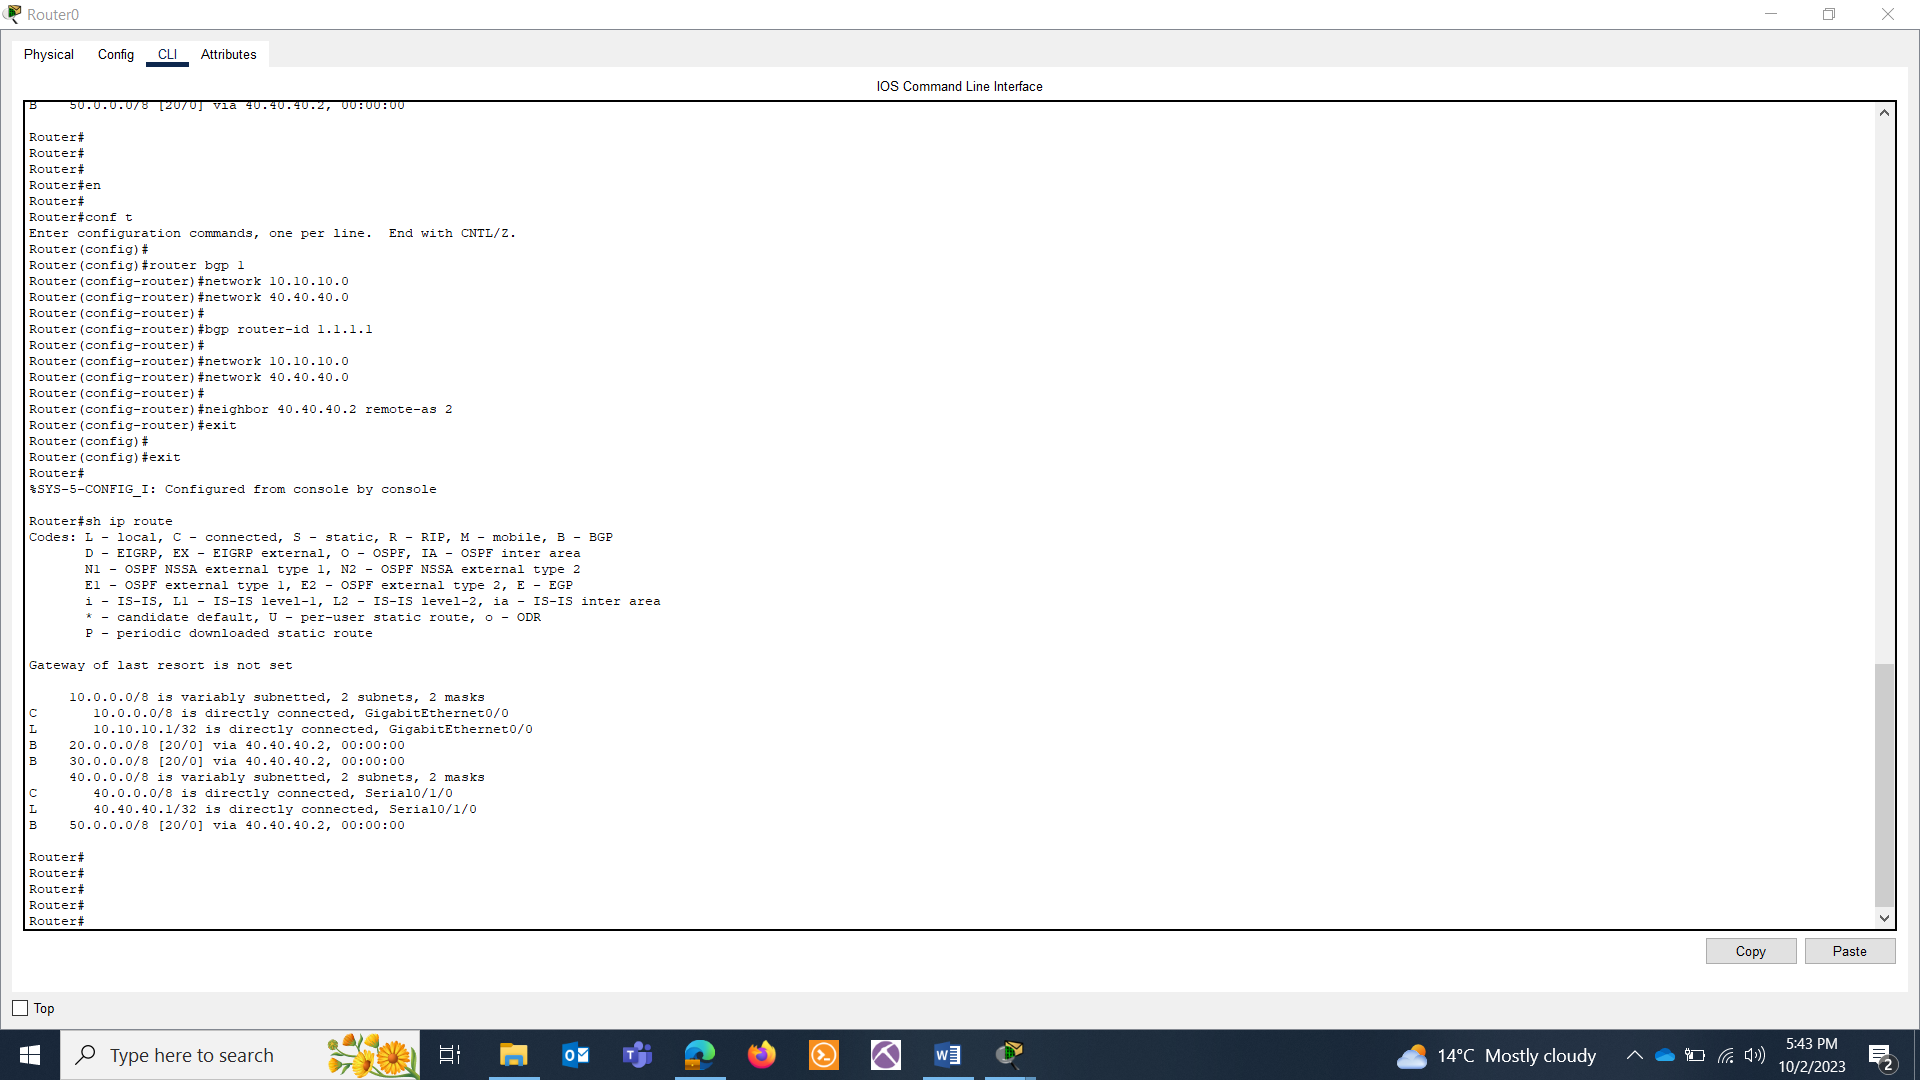 Router0
Physical Config CLI Attributes
IOS Command Line Interface
B    50.0.0.0/8 [20/0] via 40.40.40.2, 00:00:00
Router#
Router#
Router#
Router#en
Router#
Router#conf t
Enter configuration commands, one per line.  End with CNTL/Z.
Router(config)#
Router(config)#router bgp 1
Router(config-router)#network 10.10.10.0
Router(config-router)#network 40.40.40.0
Router(config-router)#
Router(config-router)#bgp router-id 1.1.1.1
Router(config-router)#
Router(config-router)#network 10.10.10.0
Router(config-router)#network 40.40.40.0
Router(config-router)#
Router(config-router)#neighbor 40.40.40.2 remote-as 2
Router(config-router)#exit
Router(config)#
Router(config)#exit
Router#
%SYS-5-CONFIG_I: Configured from console by console
Router#sh ip route
Codes: L - local, C - connected, S - static, R - RIP, M - mobile, B - BGP
       D - EIGRP, EX - EIGRP external, O - OSPF, IA - OSPF inter area
       N1 - OSPF NSSA external type 1, N2 - OSPF NSSA external type 2
       E1 - OSPF external type 1, E2 - OSPF external type 2, E - EGP
       i - IS-IS, L1 - IS-IS level-1, L2 - IS-IS level-2, ia - IS-IS inter area
       * - candidate default, U - per-user static route, o - ODR
       P - periodic downloaded static route
Gateway of last resort is not set
     10.0.0.0/8 is variably subnetted, 2 subnets, 2 masks
C       10.0.0.0/8 is directly connected, GigabitEthernet0/0
L       10.10.10.1/32 is directly connected, GigabitEthernet0/0
B    20.0.0.0/8 [20/0] via 40.40.40.2, 00:00:00
B    30.0.0.0/8 [20/0] via 40.40.40.2, 00:00:00
     40.0.0.0/8 is variably subnetted, 2 subnets, 2 masks
C       40.0.0.0/8 is directly connected, Serial0/1/0
L       40.40.40.1/32 is directly connected, Serial0/1/0
B    50.0.0.0/8 [20/0] via 40.40.40.2, 00:00:00
Router#
Router#
Router#
Router#
Router#
Copy Paste
Top
Type here to search
14°C Mostly cloudy
5:43 PM
10/2/2023
2